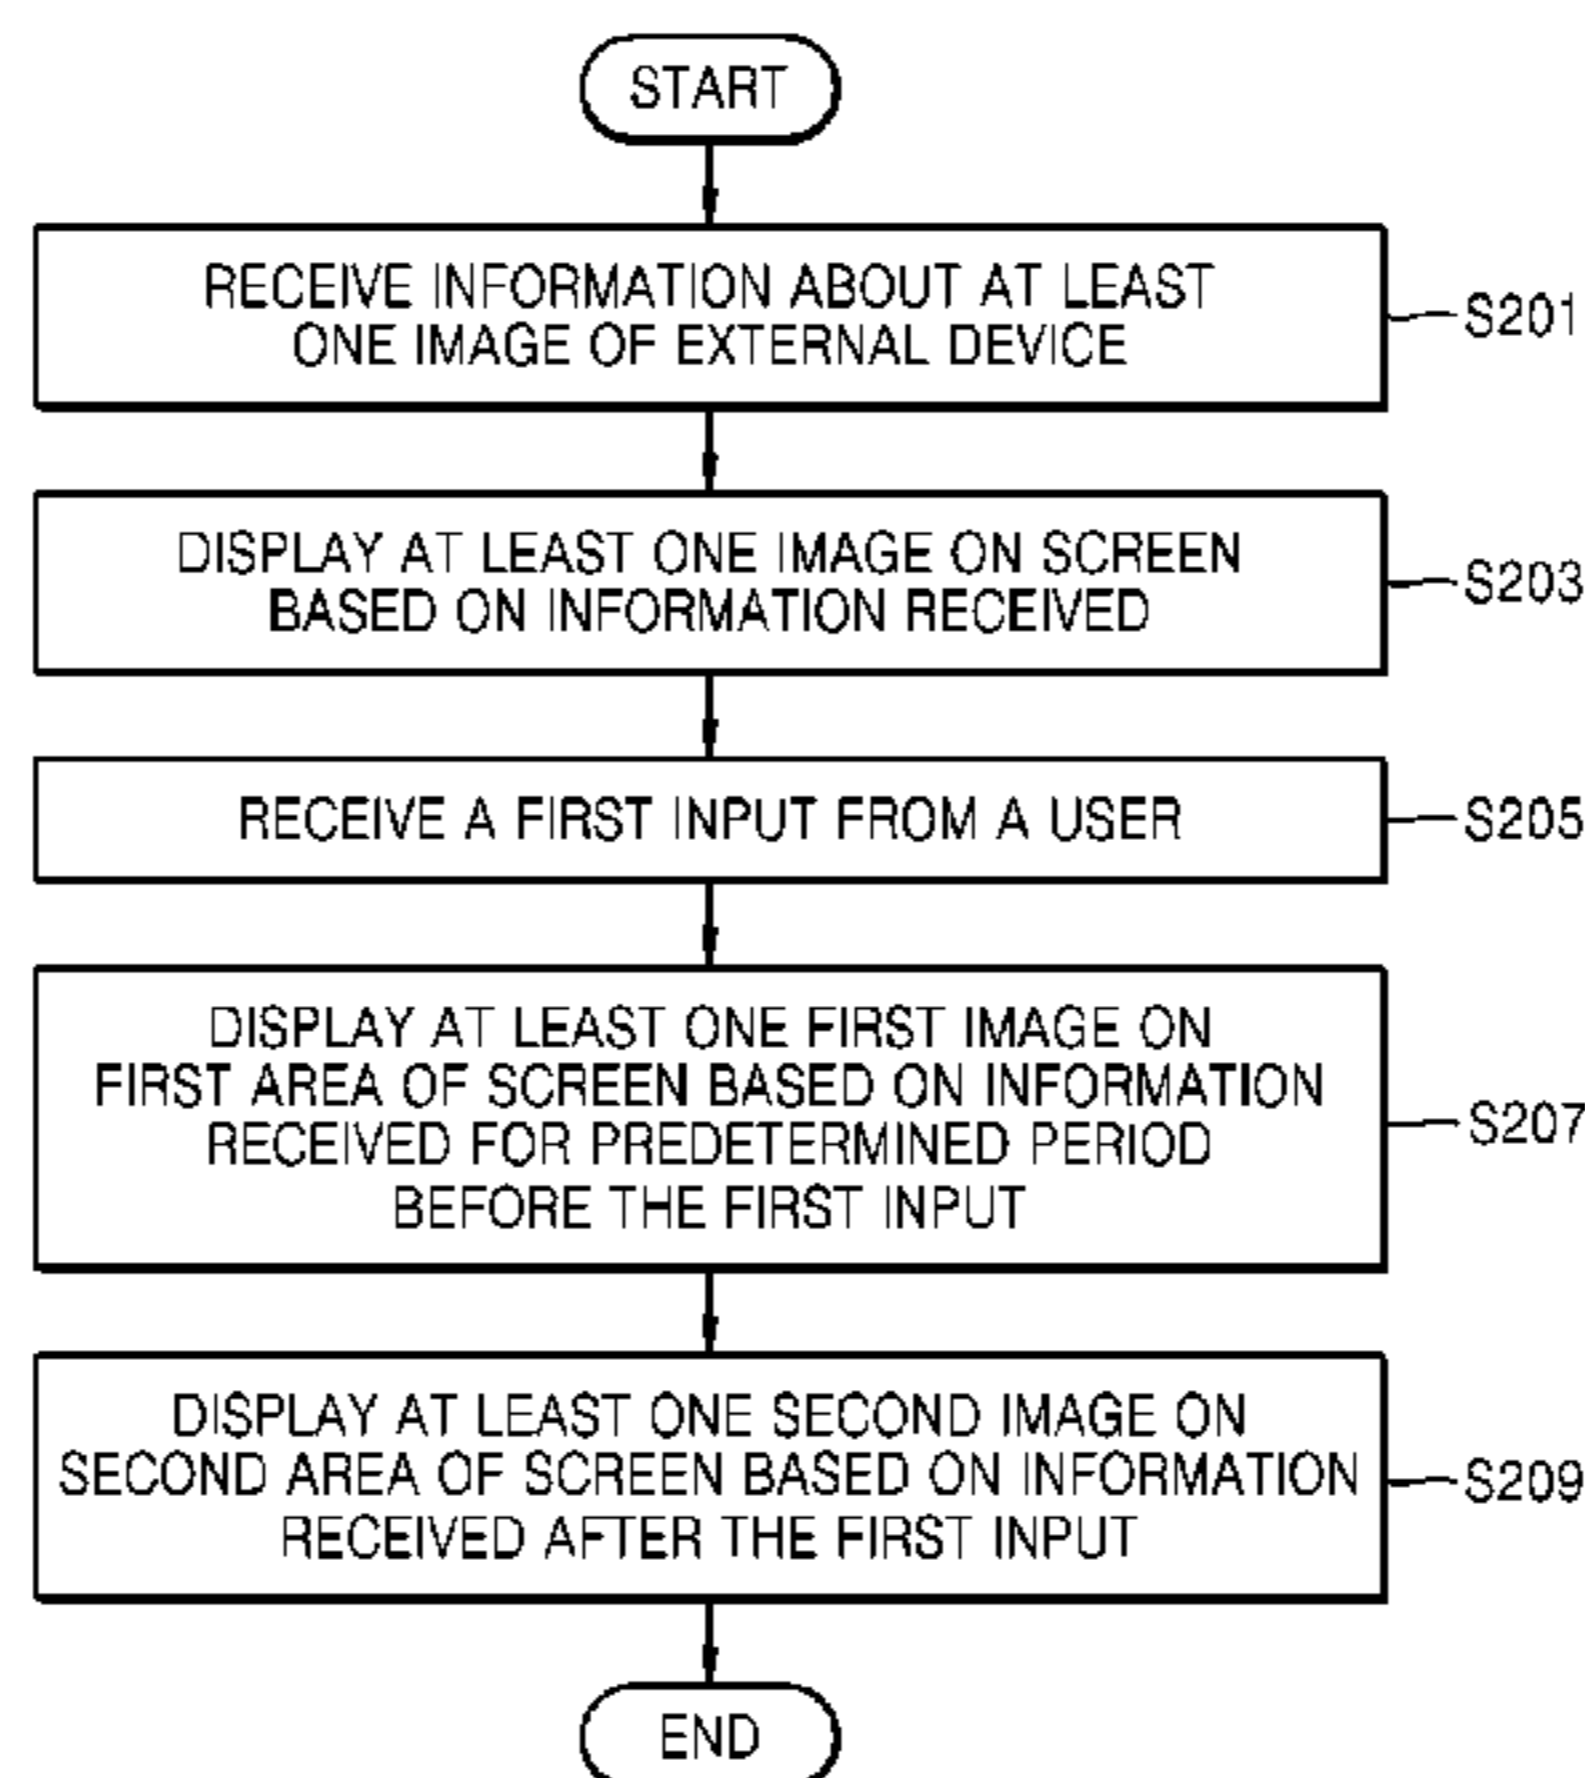 START
RECEIVE INFORMATION ABOUT AT LEAST
ONE IMAGE OF EXTERNAL DEVICE
S201
DISPLAY AT LEAST ONE IMAGE ON SCREEN
BASED ON INFORMATION RECEIVED
S203
RECEIVE A FIRST INPUT FROM A USER
S205
DISPLAY AT LEAST ONE FIRST IMAGE ON
FIRST AREA OF SCREEN BASED ON INFORMATION
RECEIVED FOR PREDETERMINED PERIOD
BEFORE THE FIRST INPUT
S207
DISPLAY AT LEAST ONE SECOND IMAGE ON
SECOND AREA OF SCREEN BASED ON INFORMATION
RECEIVED AFTER THE FIRST INPUT
S209
END